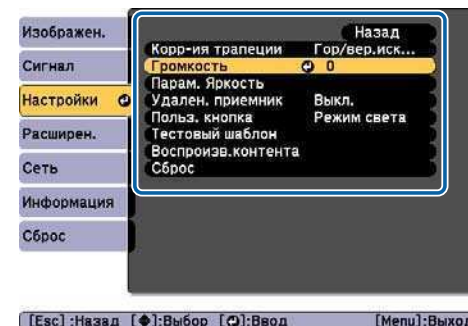 Изображен.
Сигнал
Настройки
Расширен.
Сеть
Информация
Сброс
Назад
Корр-ия трапеции Гор/вер.иск...
Громкость 0
Парам. Яркость
Удален. приемник Выкл.
Польз. кнопка Режим света
Тестовый шаблон
Воспроизв.контента
Сброс
[Esc] :Назад [◆]:Выбор [⏎]:Ввод [Menu]:Выход